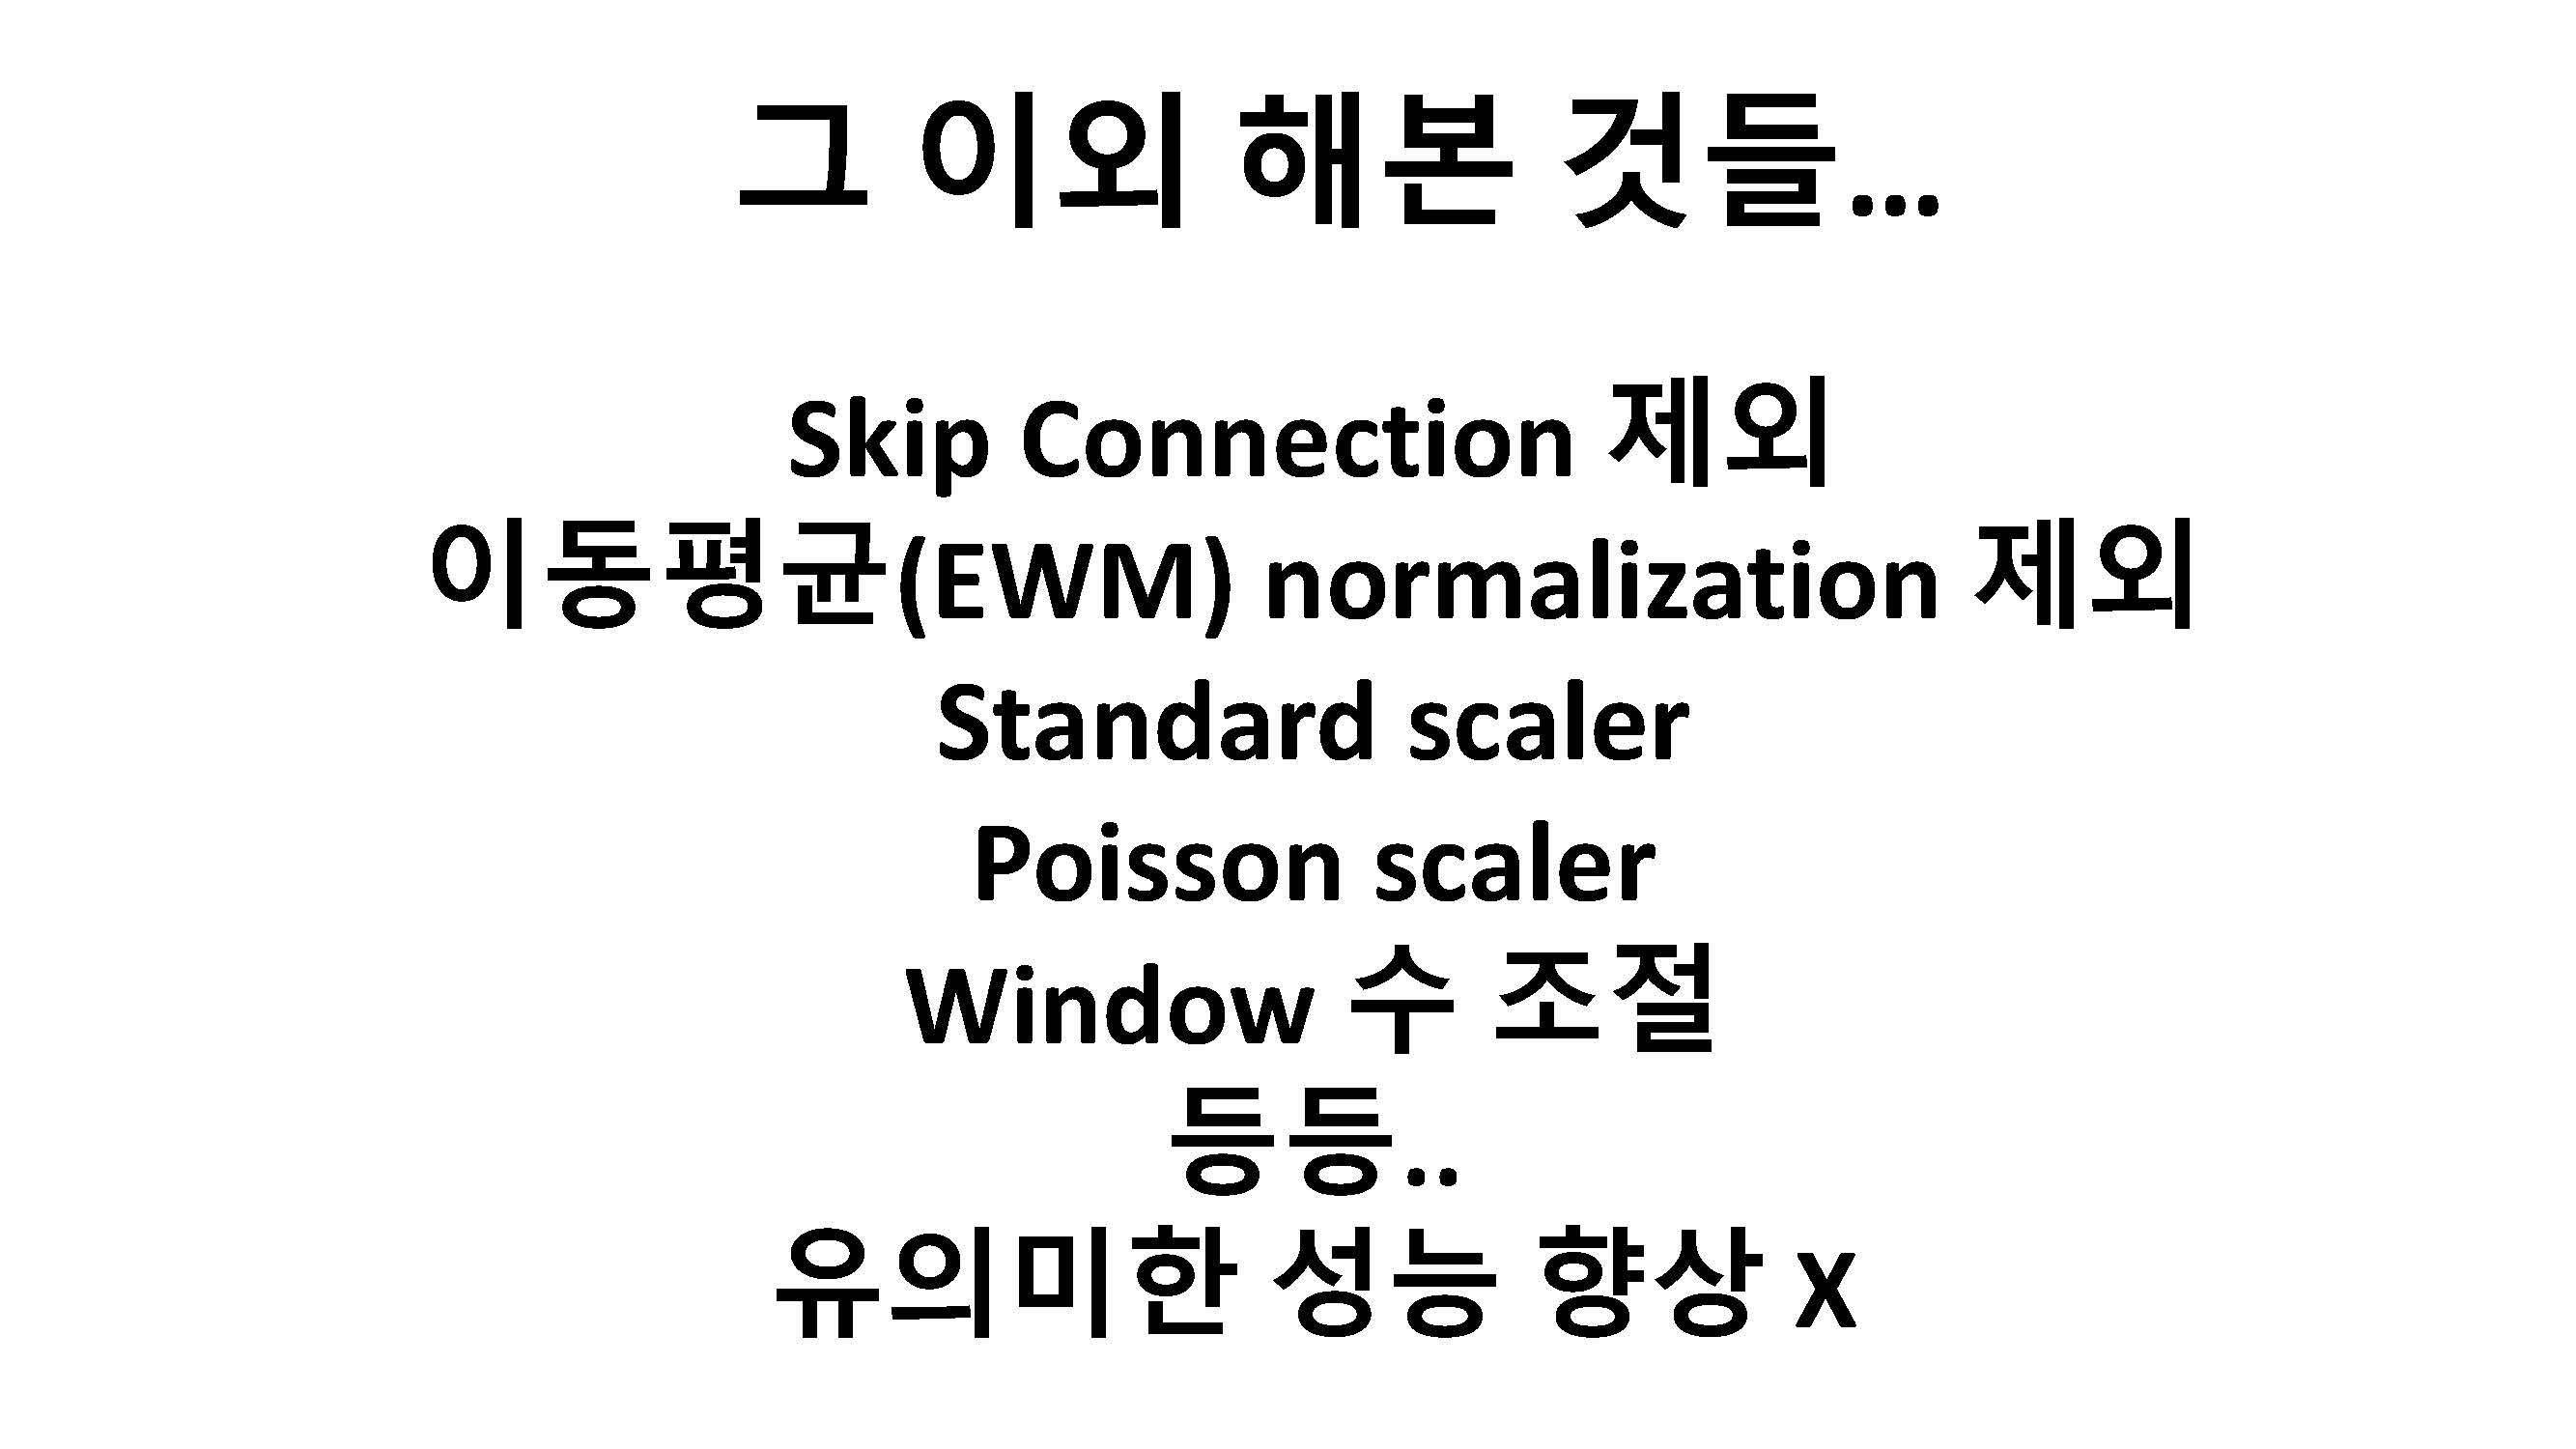 그 이외 해본 것들...
Skip Connection 제외
이동평균(EWM) normalization 제외
Standard scaler
Poisson scaler
Window 수 조절
등등..
유의미한 성능 향상 X